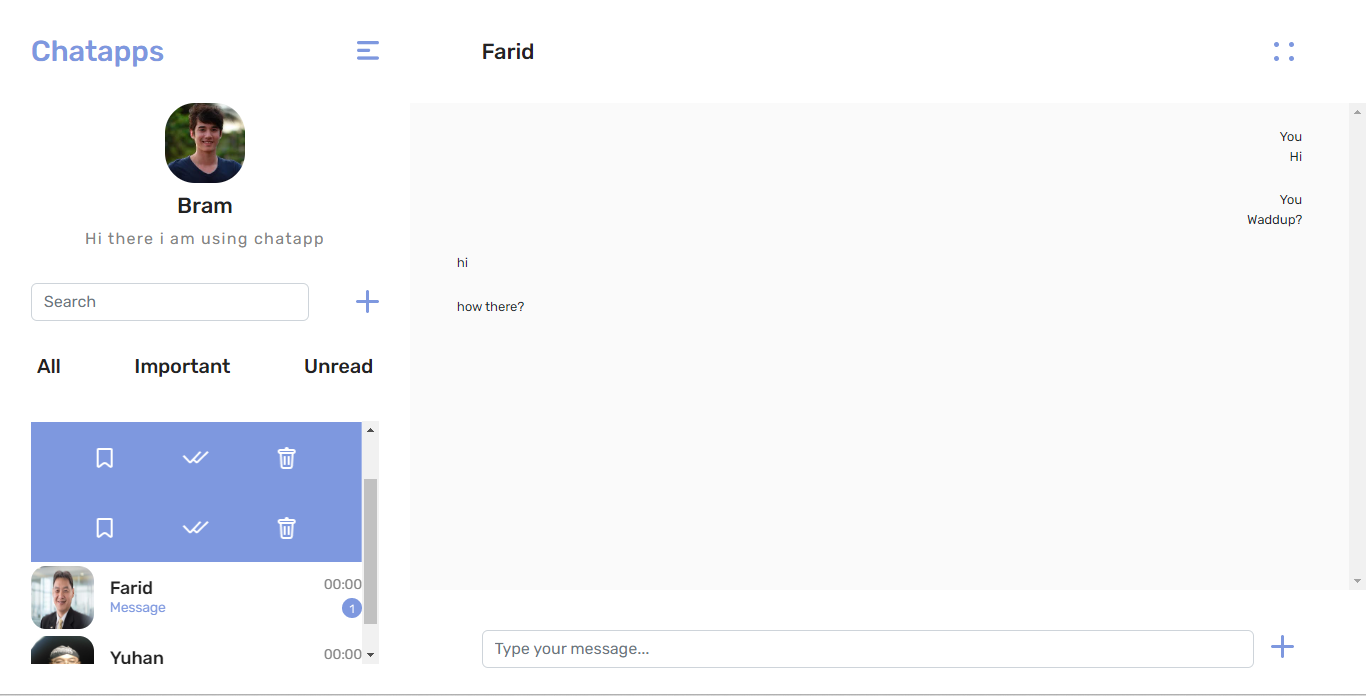 Chatapps
Bram
Hi there i am using chatapp
Search
All Important Unread
Farid 00:00
Message 1
Yuhan 00:00
Farid
You
Hi
You
Waddup?
hi
how there?
Type your message...